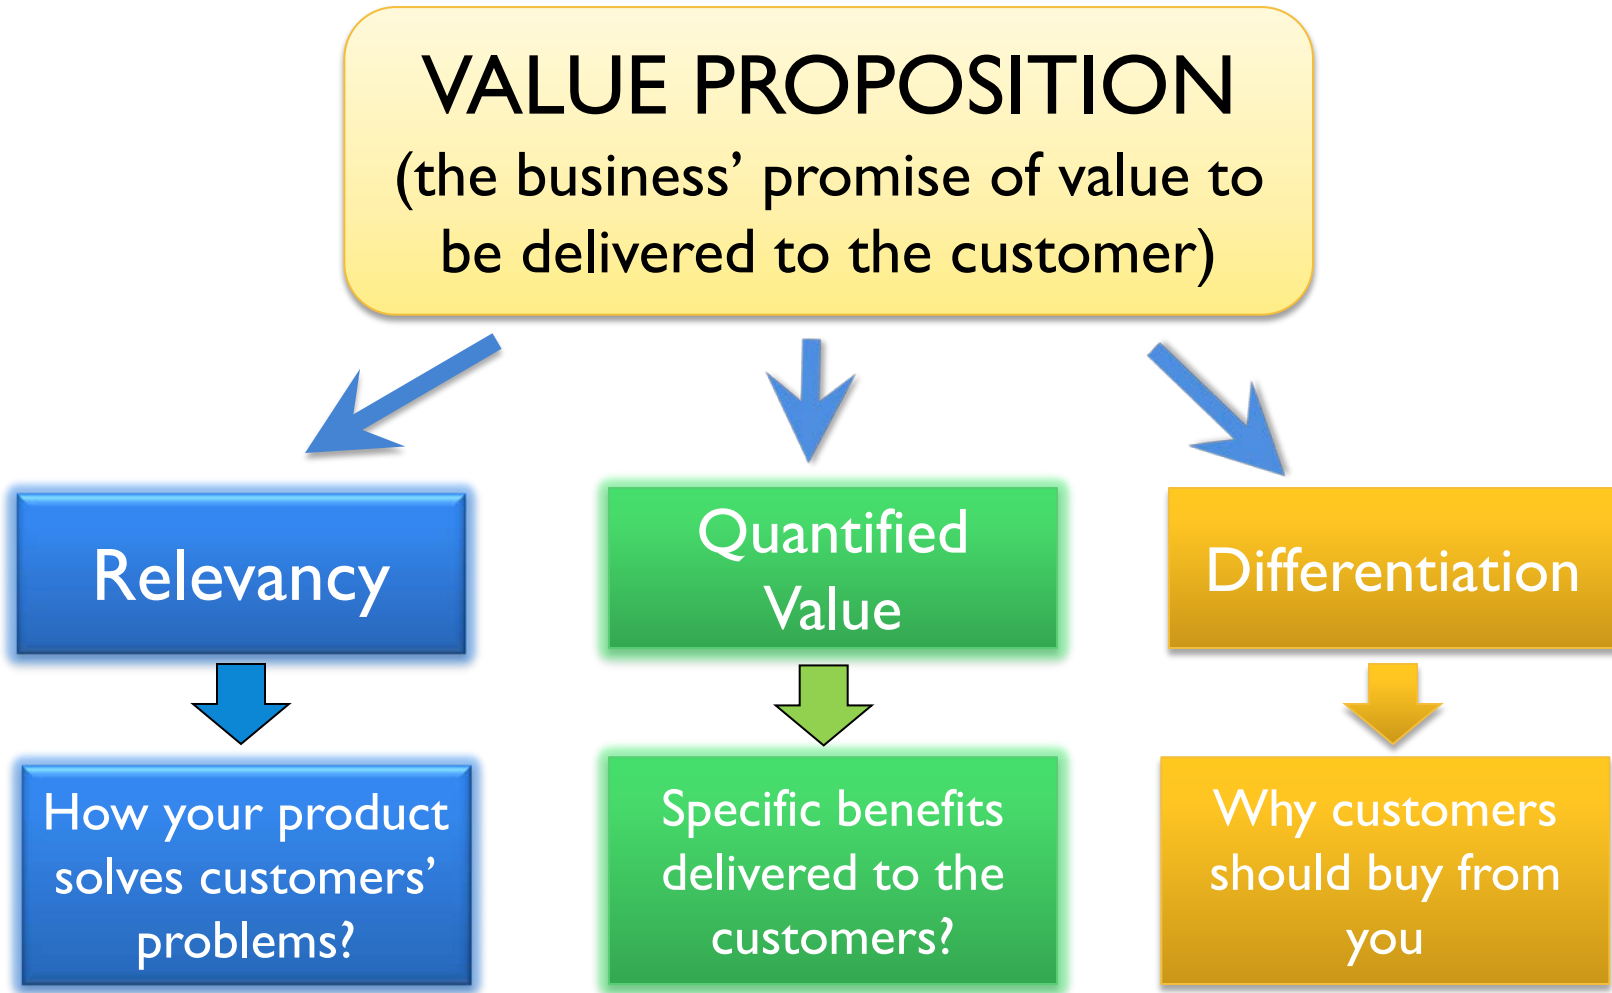 VALUE PROPOSITION
(the business’ promise of value to
be delivered to the customer)
Relevancy
Quantified
Value
Differentiation
How your product
solves customers’
problems?
Specific benefits
delivered to the
customers?
Why customers
should buy from
you